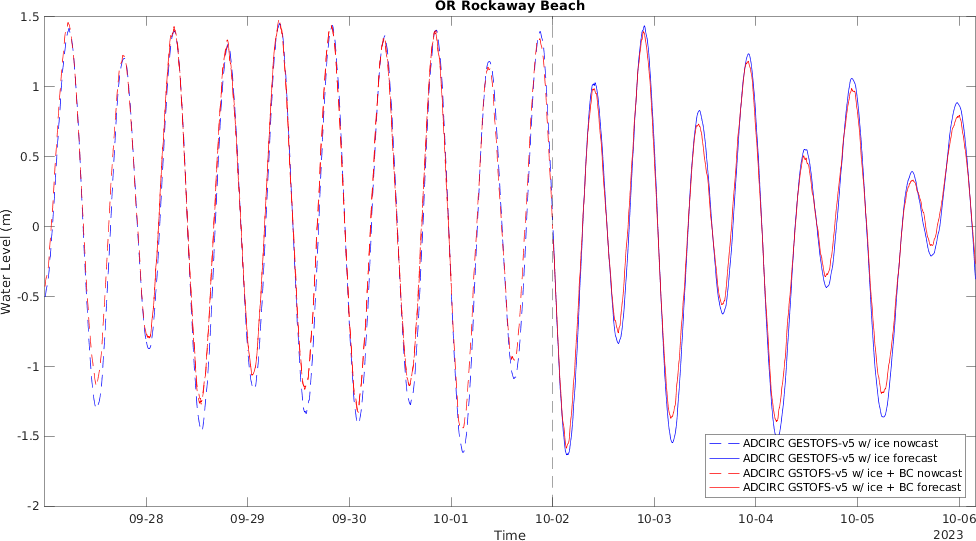 OR Rockaway Beach
Water Level (m)
1.5
1
0.5
0
-0.5
-1
-1.5
-2
09-28
09-29
09-30
10-01
10-02
10-03
10-04
10-05
10-06
2023
Time
ADCIRC GESTOFS-v5 w/ ice nowcast
ADCIRC GESTOFS-v5 w/ ice forecast
ADCIRC GSTOFS-v5 w/ ice + BC nowcast
ADCIRC GSTOFS-v5 w/ ice + BC forecast